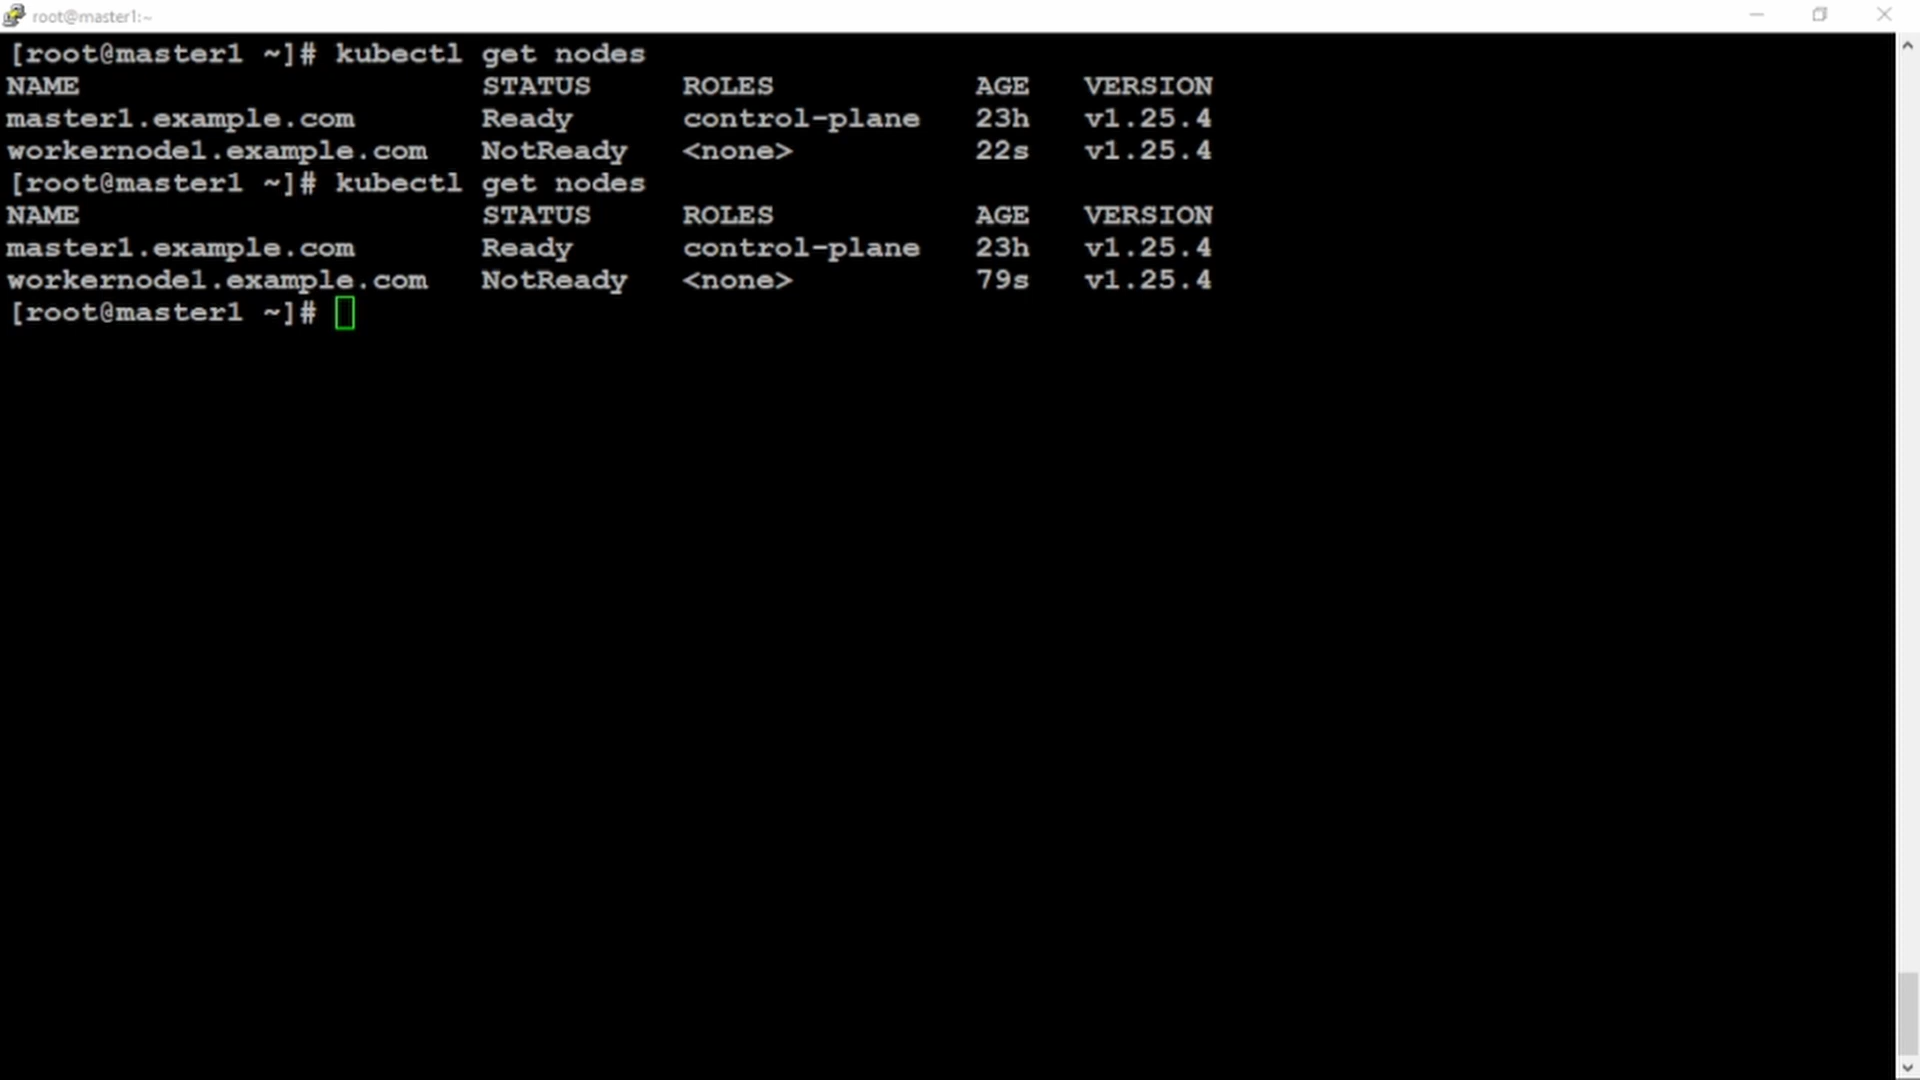 root@master1:~
[root@master1 ~]# kubectl get nodes
NAME STATUS ROLES AGE VERSION
master1.example.com Ready control-plane 23h v1.25.4
workernode1.example.com NotReady <none> 22s v1.25.4
[root@master1 ~]# kubectl get nodes
NAME STATUS ROLES AGE VERSION
master1.example.com Ready control-plane 23h v1.25.4
workernode1.example.com NotReady <none> 79s v1.25.4
[root@master1 ~]#